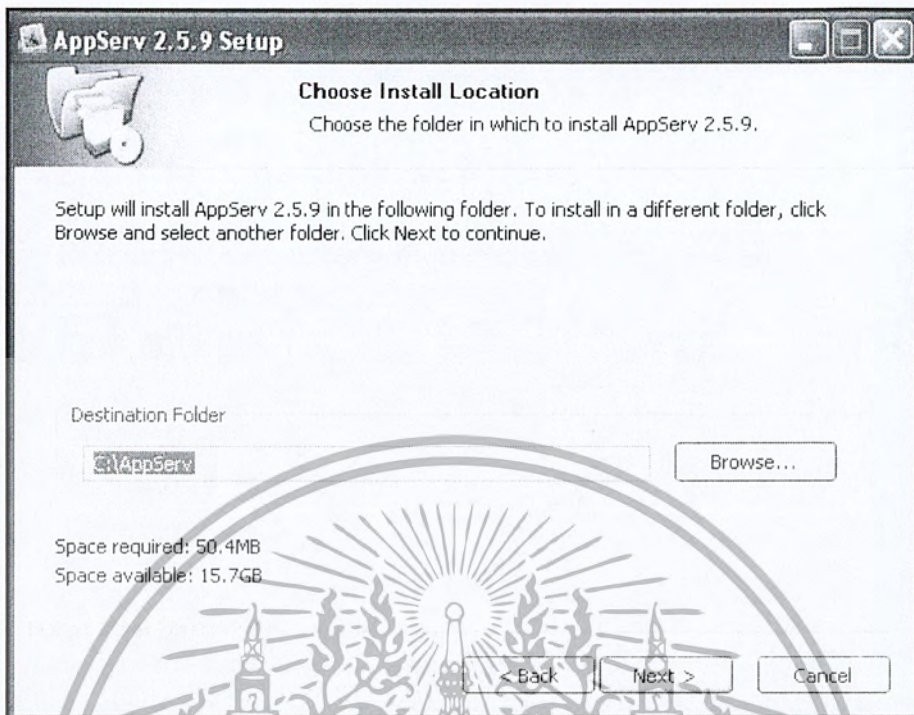 AppServ 2.5.9 Setup
Choose Install Location
Choose the folder in which to install AppServ 2.5.9.
Setup will install AppServ 2.5.9 in the following folder. To install in a different folder, click
Browse and select another folder. Click Next to continue.
Destination Folder
C:\AppServ
Browse...
Space required: 50.4MB
Space available: 15.7GB
< Back
Next >
Cancel